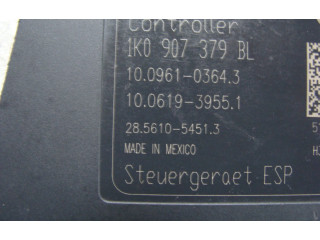 Controller
1K0 907 379 BL
10.0961-0364.3
10.0619-3955.1
28.5610-5451.3
MADE IN MEXICO
Steuergeraet ESP